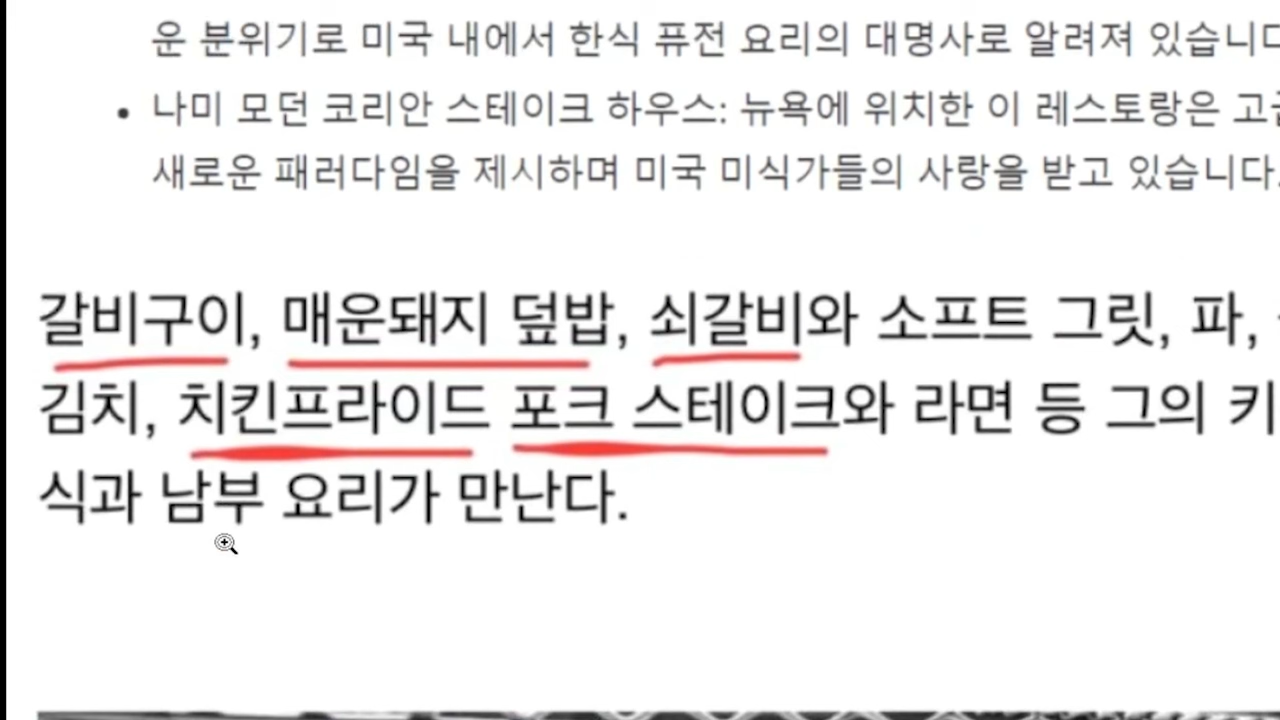 운 분위기로 미국 내에서 한식 퓨전 요리의 대명사로 알려져 있습니다
• 나미 모던 코리안 스테이크 하우스: 뉴욕에 위치한 이 레스토랑은 고급
새로운 패러다임을 제시하며 미국 미식가들의 사랑을 받고 있습니다.
갈비구이, 매운돼지 덮밥, 쇠갈비와 소프트 그릿, 파,
김치, 치킨프라이드 포크 스테이크와 라면 등 그의 키
식과 남부 요리가 만난다.